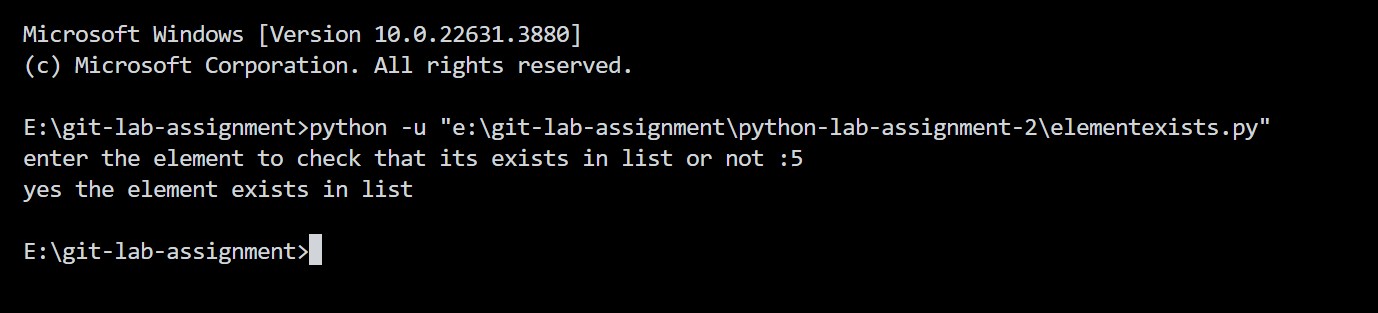 Microsoft Windows [Version 10.0.22631.3880]
(c) Microsoft Corporation. All rights reserved.
E:\git-lab-assignment>python -u "e:\git-lab-assignment\python-lab-assignment-2\elementexists.py"
enter the element to check that its exists in list or not :5
yes the element exists in list
E:\git-lab-assignment>